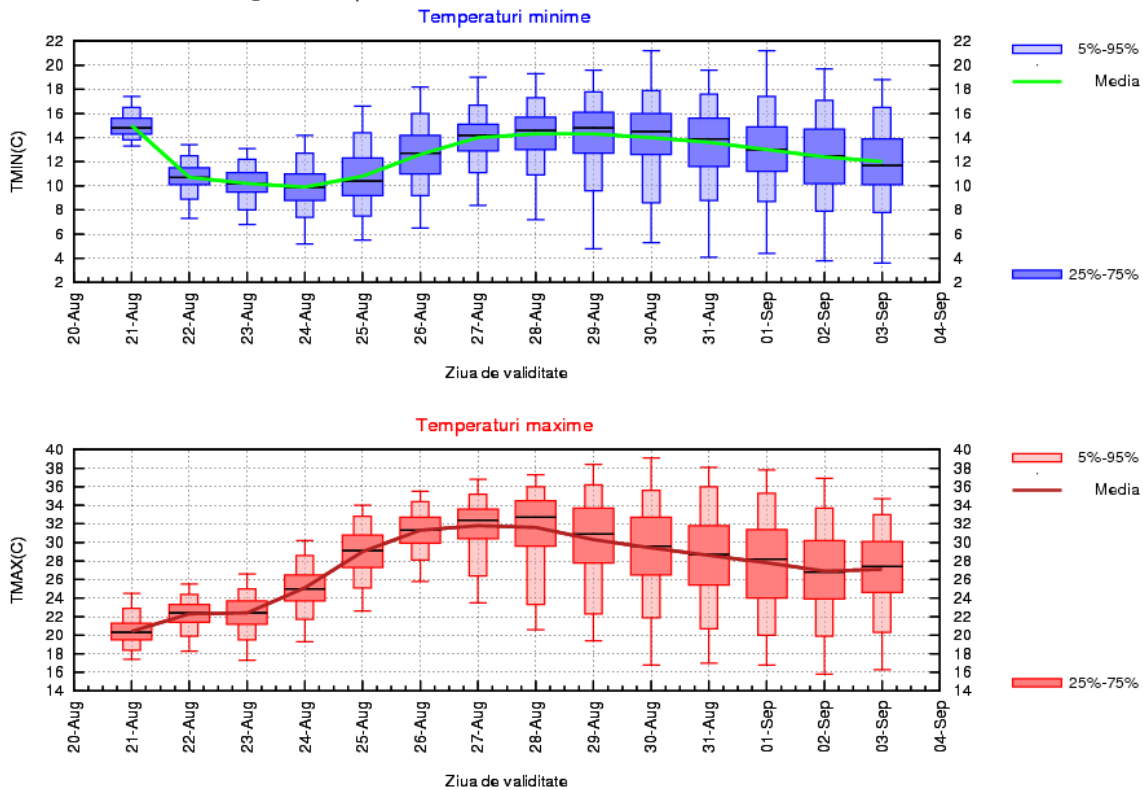 Temperaturi minime
22 22
20 20
18 18
16 16
14 14
12 12
10 10
8 8
6 6
4 4
2 2
TMIN(C)
20-Aug 21-Aug 22-Aug 23-Aug 24-Aug 25-Aug 26-Aug 27-Aug 28-Aug 29-Aug 30-Aug 31-Aug 01-Sep 02-Sep 03-Sep 04-Sep
Ziua de validitate
5%-95%
Media
25%-75%
Temperaturi maxime
40 40
38 38
36 36
34 34
32 32
30 30
28 28
26 26
24 24
22 22
20 20
18 18
16 16
14 14
TMAX(C)
20-Aug 21-Aug 22-Aug 23-Aug 24-Aug 25-Aug 26-Aug 27-Aug 28-Aug 29-Aug 30-Aug 31-Aug 01-Sep 02-Sep 03-Sep 04-Sep
Ziua de validitate
5%-95%
Media
25%-75%